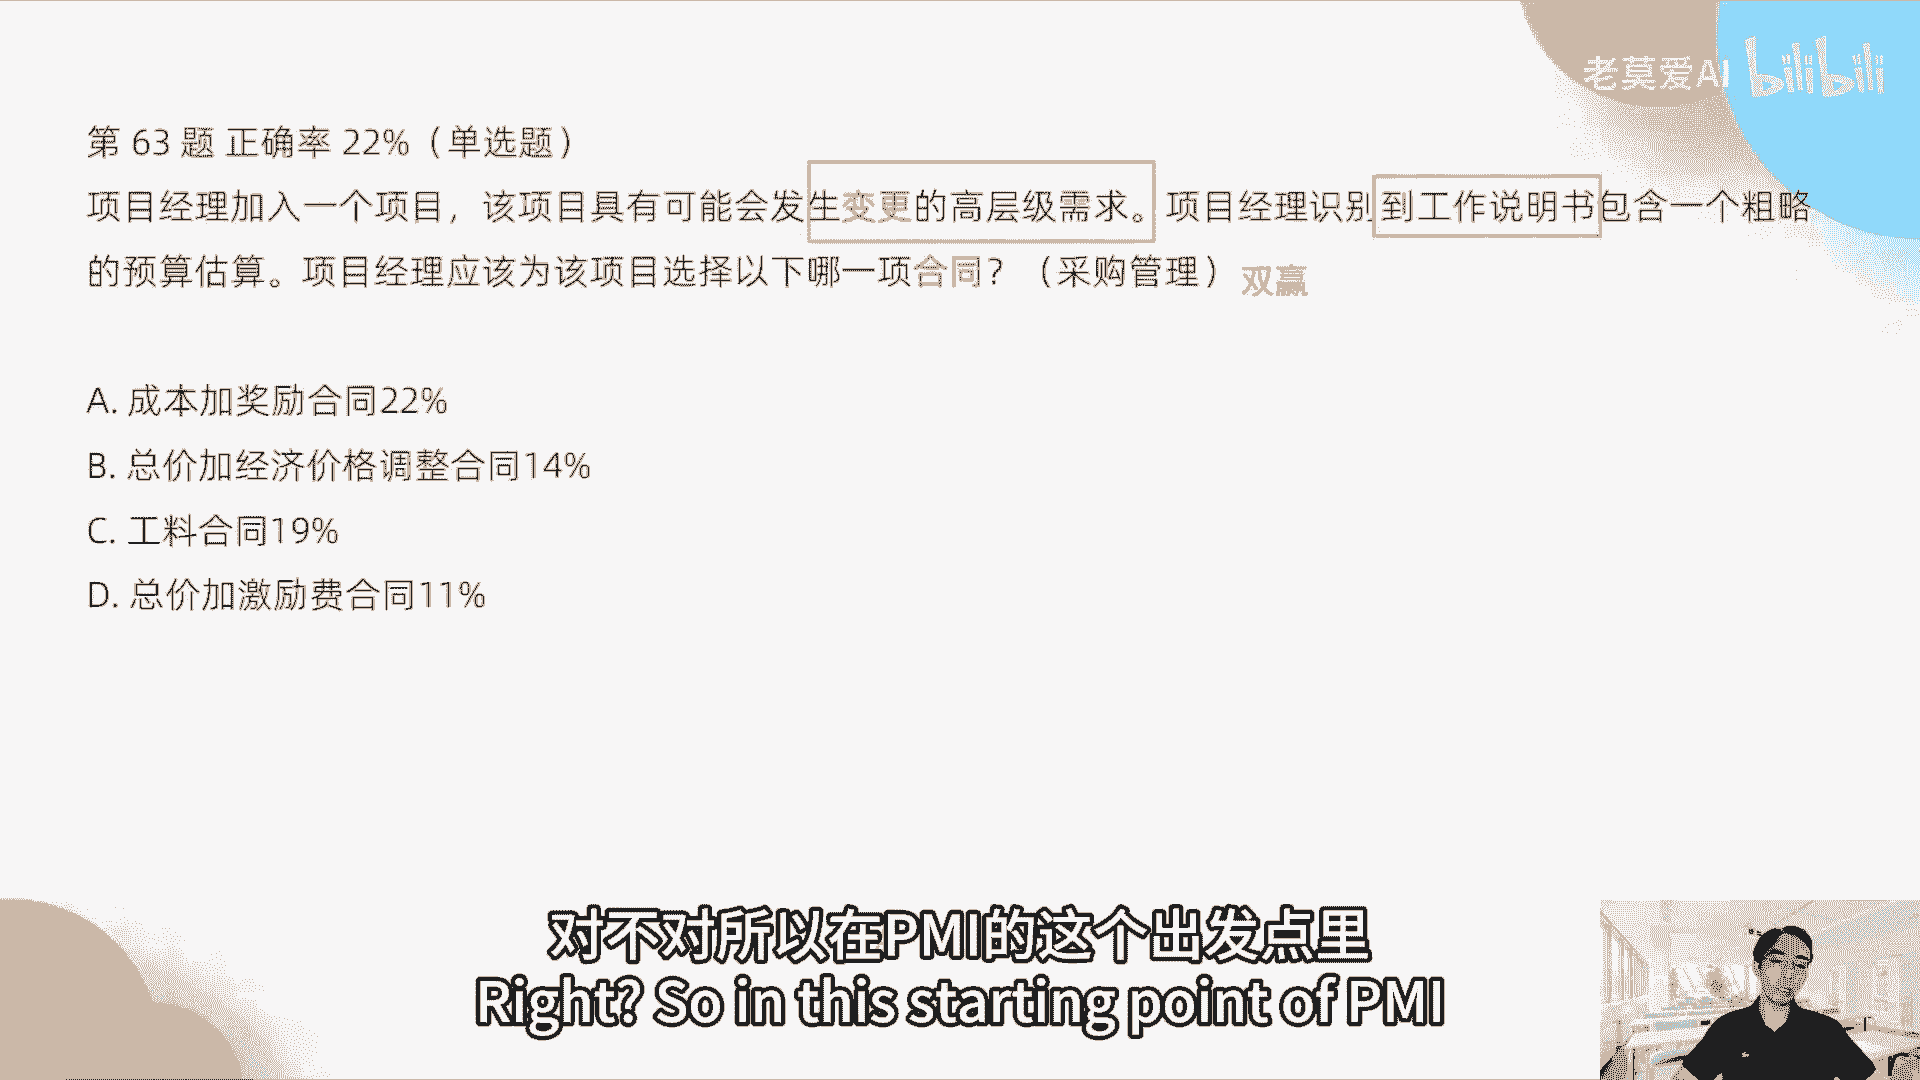 老莫爱AI bilibili
第 63 题 正确率 22%（单选题）
项目经理加入一个项目，该项目具有可能会发生变更的高层级需求。项目经理识别到工作说明书包含一个粗略
的预算估算。项目经理应该为该项目选择以下哪一项合同？（采购管理）双赢
A. 成本加奖励合同22%
B. 总价加经济价格调整合同14%
C. 工料合同19%
D. 总价加激励费合同11%
对不对所以在PMI的这个出发点里
Right? So in this starting point of PMI